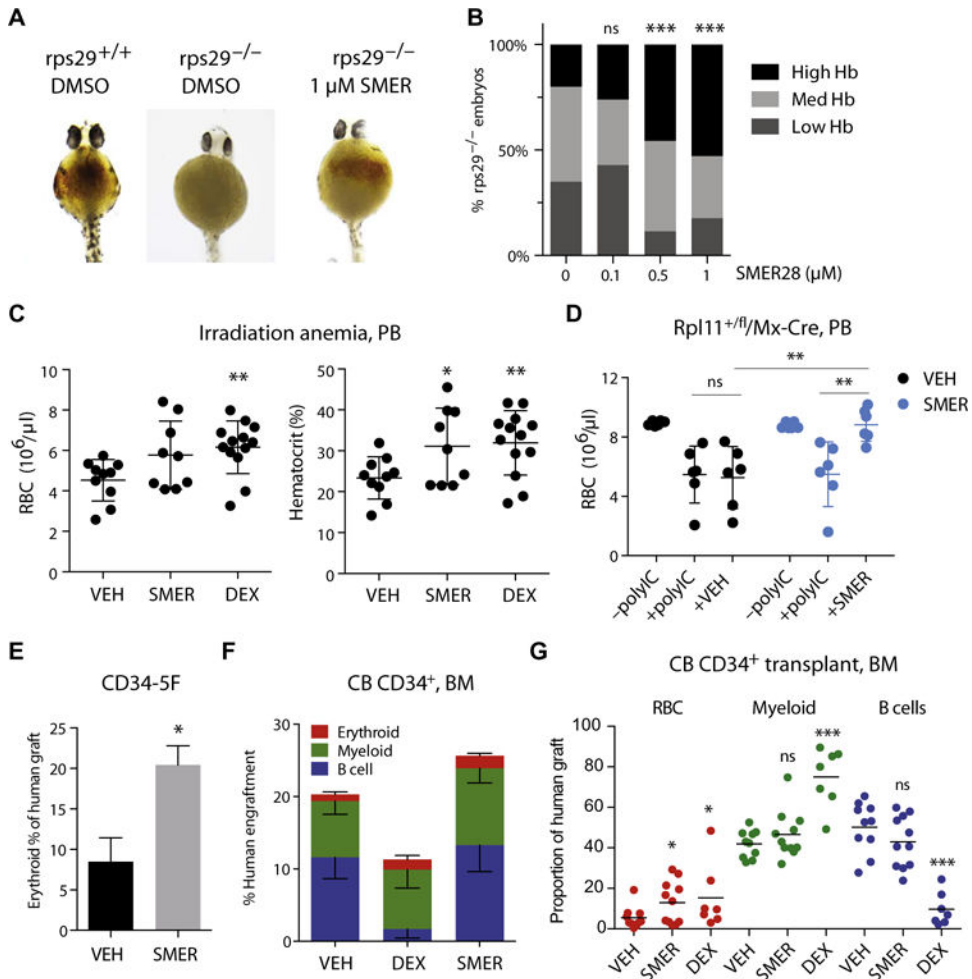 A
rps29+/+
DMSO
rps29−/−
DMSO
rps29−/−
1 µM SMER
B
% rps29−/− embryos
100%
50%
0%
ns
***
***
0
0.1
0.5
1
SMER28 (µM)
High Hb
Med Hb
Low Hb
C
Irradiation anemia, PB
RBC (10⁶/µl)
10
8
6
4
2
0
**
VEH
SMER
DEX
Hematocrit (%)
50
40
30
20
10
0
*
**
VEH
SMER
DEX
D
Rpl11+/fl/Mx-Cre, PB
RBC (10⁶/µl)
12
8
4
0
ns
**
**
VEH
SMER
−polyIC
+polyIC
+VEH
−polyIC
+polyIC
+SMER
E
CD34-5F
Erythroid % of human graft
25
20
15
10
5
0
*
VEH
SMER
F
CB CD34+, BM
% Human engraftment
30
20
10
0
Erythroid
Myeloid
B cell
VEH
DEX
SMER
G
CB CD34+ transplant, BM
RBC
Myeloid
B cells
Proportion of human graft
100
80
60
40
20
0
*
*
ns
***
ns
***
VEH
SMER
DEX
VEH
SMER
DEX
VEH
SMER
DEX